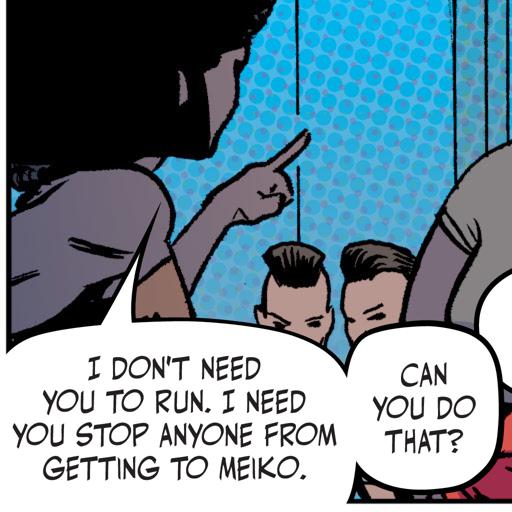 I DON'T NEED
YOU TO RUN. I NEED
YOU STOP ANYONE FROM
GETTING TO MEIKO.
CAN
YOU DO
THAT?